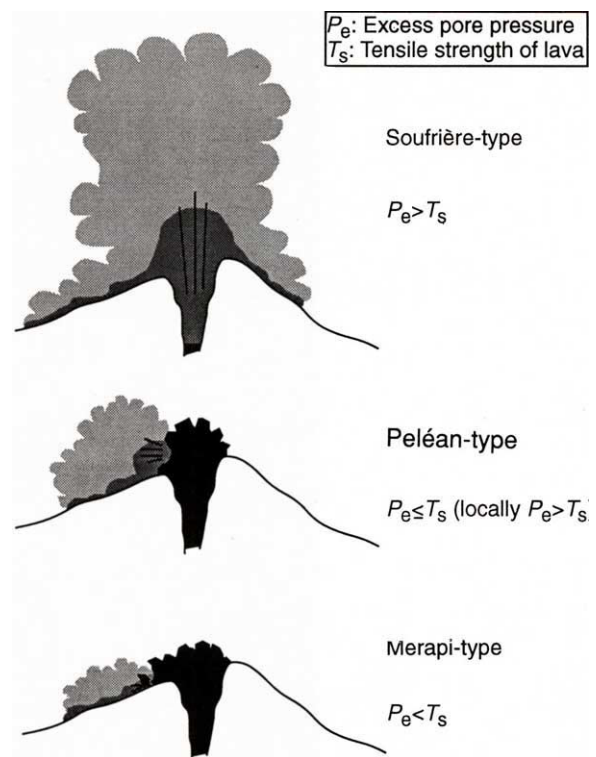 Pe: Excess pore pressure
Ts: Tensile strength of lava
Soufrière-type
Pe>Ts
Peléan-type
Pe≤Ts (locally Pe>Ts)
Merapi-type
Pe<Ts